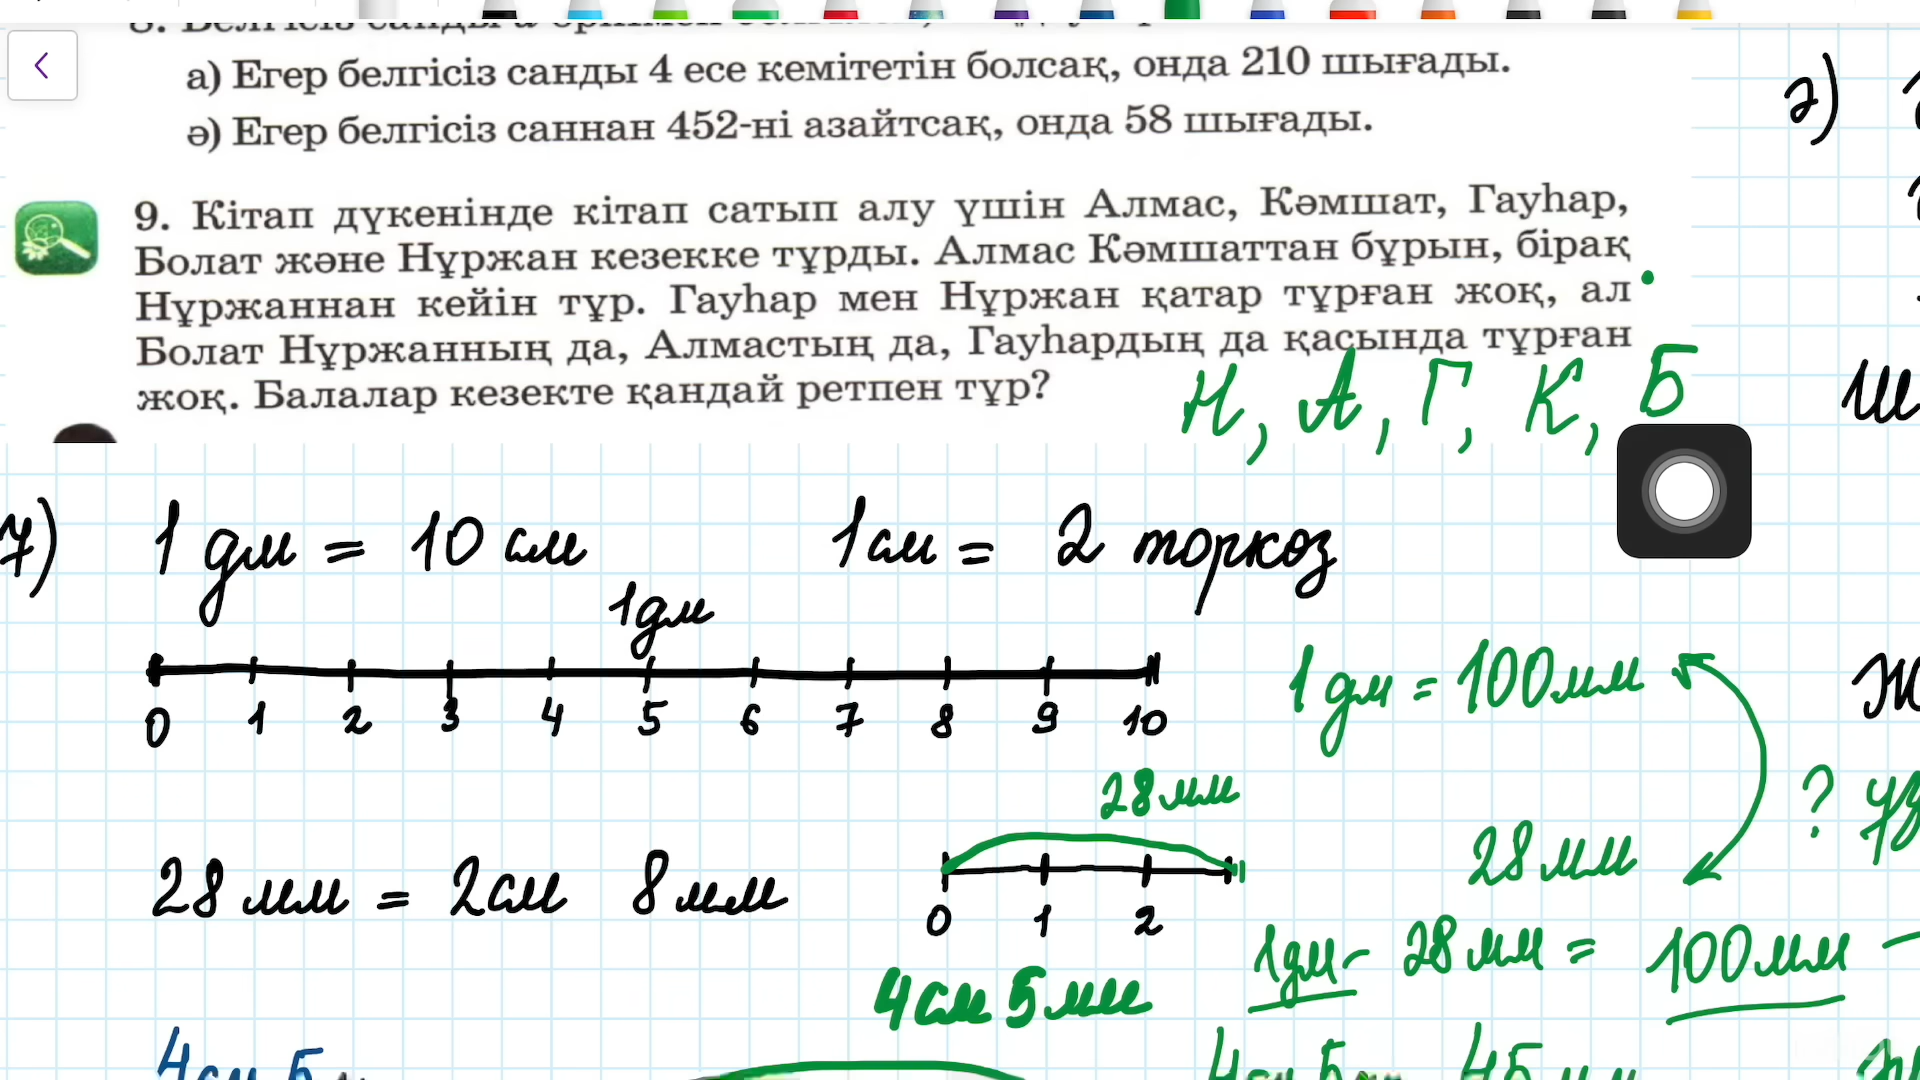 а) Егер белгісіз санды 4 есе кемітетін болсақ, онда 210 шығады.
ә) Егер белгісіз саннан 452-ні азайтсақ, онда 58 шығады.
9. Кітап дүкенінде кітап сатып алу үшін Алмас, Кәмшат, Гауһар,
Болат және Нұржан кезекке тұрды. Алмас Кәмшаттан бұрын, бірақ
Нұржаннан кейін тұр. Гауһар мен Нұржан қатар тұрған жоқ, ал
Болат Нұржанның да, Алмастың да, Гауһардың да қасында тұрған
жоқ. Балалар кезекте қандай ретпен тұр?
Н, А, Г, К, Б
ә)
7) 1 дм = 10 см 1 см = 2 торкөз
1 дм
0 1 2 3 4 5 6 7 8 9 10
1 дм = 100 мм
28 мм
28 мм = 2 см 8 мм
0 1 2
28 мм
?
1 дм - 28 мм = 100 мм -
4 см 5 мм